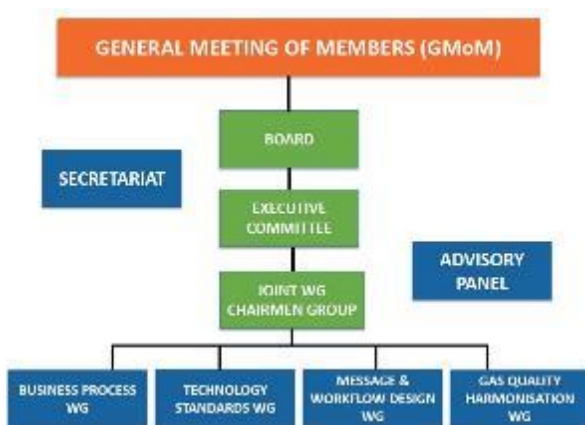 GENERAL MEETING OF MEMBERS (GMoM)
BOARD
SECRETARIAT
EXECUTIVE
COMMITTEE
ADVISORY
PANEL
JOINT WG
CHAIRMEN GROUP
BUSINESS PROCESS
WG
TECHNOLOGY
STANDARDS WG
MESSAGE &
WORKFLOW DESIGN
WG
GAS QUALITY
HARMONISATION
WG